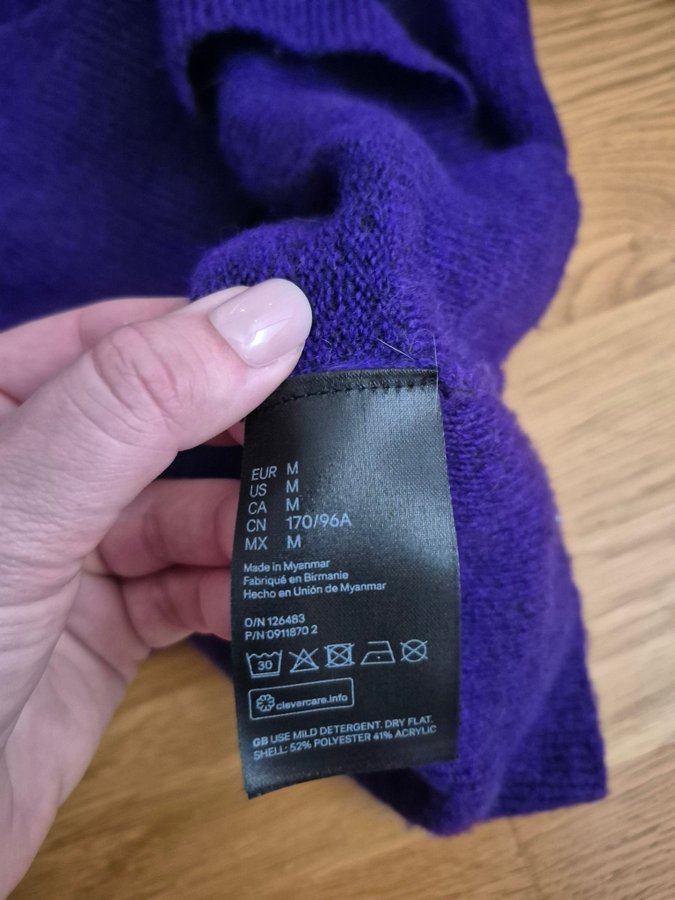 EUR M
US M
CA M
CN 170/96A
MX M
Made in Myanmar
Fabriqué en Birmanie
Hecho en Unión de Myanmar
O/N 126483
P/N 0911870 2
30
clevercare.info
GB USE MILD DETERGENT. DRY FLAT.
SHELL: 52% POLYESTER 41% ACRYLIC